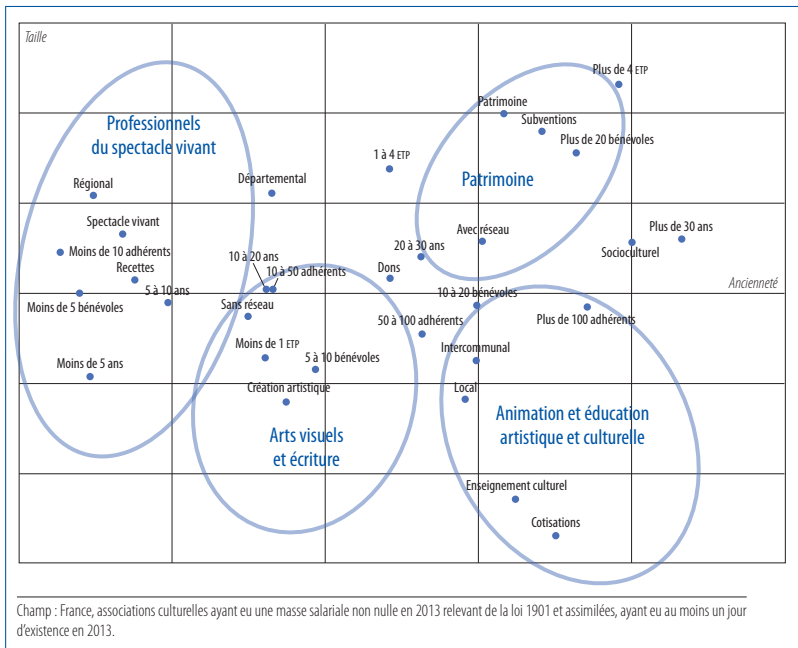 Taille
Plus de 4 ETP
Patrimoine
Subventions
Professionnels
du spectacle vivant
Plus de 20 bénévoles
1 à 4 ETP
Patrimoine
Régional
Départemental
Spectacle vivant
Avec réseau
Plus de 30 ans
Moins de 10 adhérents
20 à 30 ans
Socioculturel
Recettes
10 à 20 ans
10 à 50 adhérents
Dons
Ancienneté
5 à 10 ans
10 à 20 bénévoles
Moins de 5 bénévoles
Sans réseau
50 à 100 adhérents
Plus de 100 adhérents
Moins de 1 ETP
Intercommunal
5 à 10 bénévoles
Moins de 5 ans
Création artistique
Local
Animation et éducation
artistique et culturelle
Arts visuels
et écriture
Enseignement culturel
Cotisations
Champ : France, associations culturelles ayant eu une masse salariale non nulle en 2013 relevant de la loi 1901 et assimilées, ayant eu au moins un jour
d'existence en 2013.